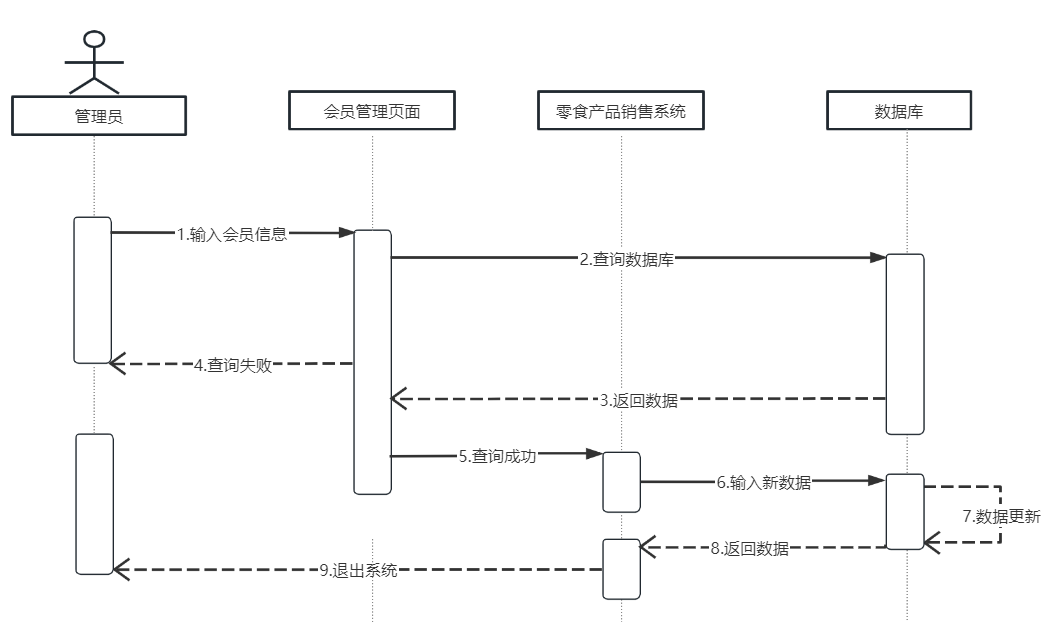 管理员
会员管理页面
零食产品销售系统
数据库
1.输入会员信息
2.查询数据库
4.查询失败
3.返回数据
5.查询成功
6.输入新数据
7.数据更新
8.返回数据
9.退出系统